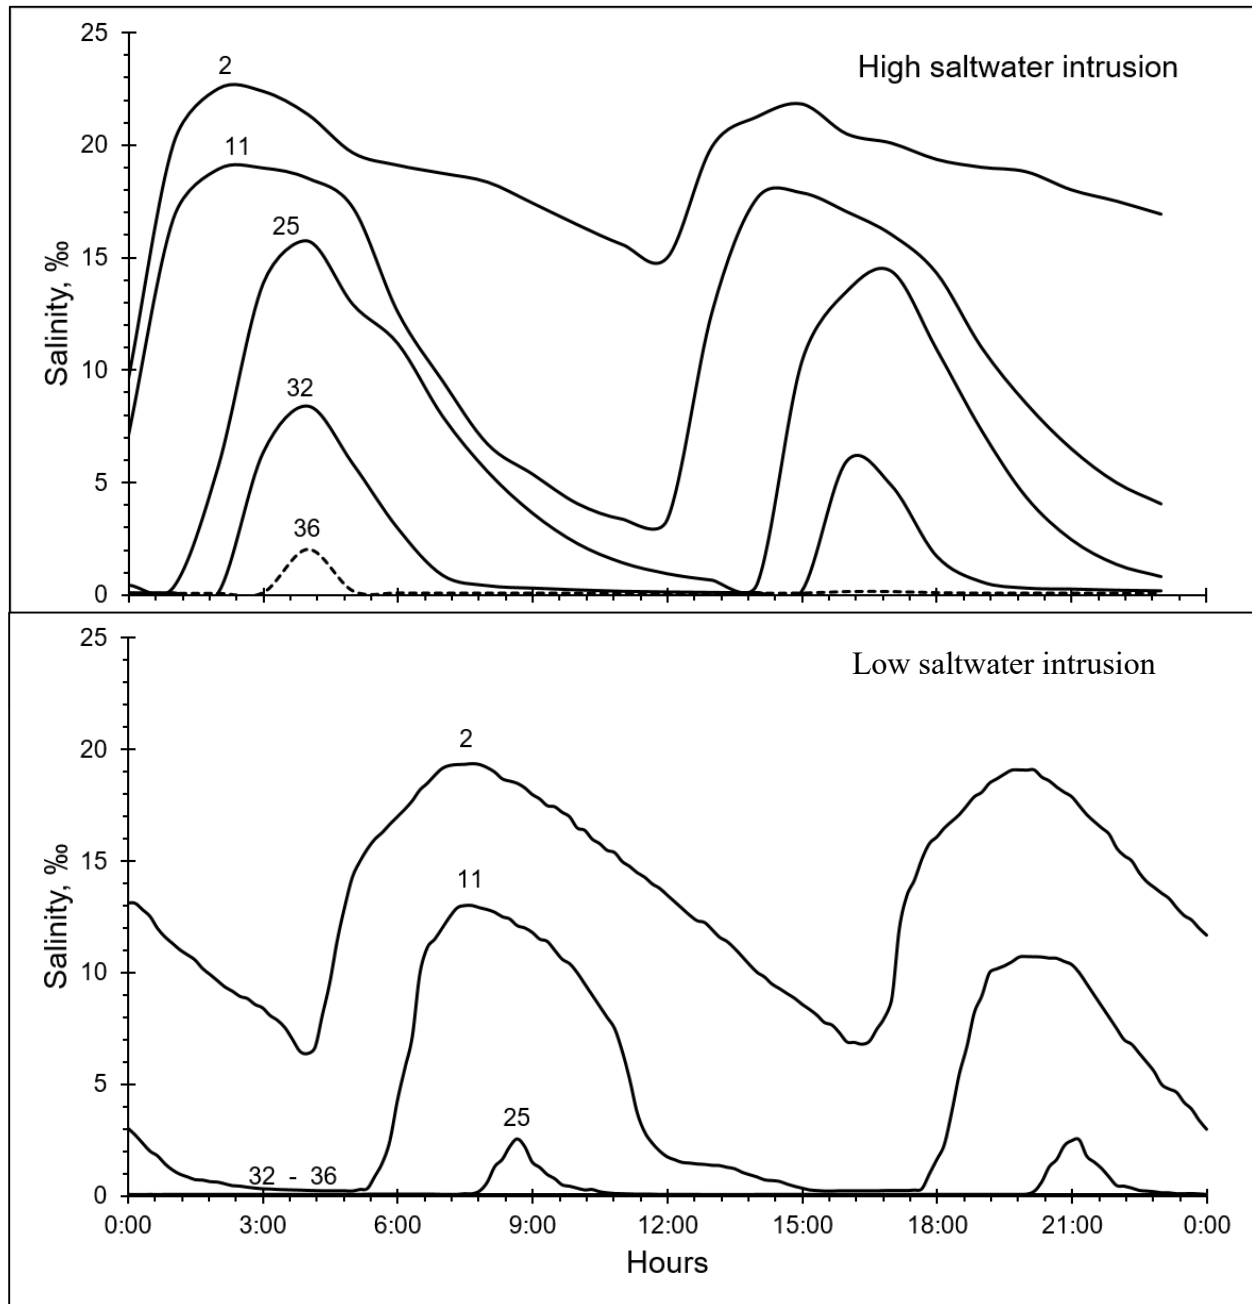 25
2
High saltwater intrusion
20
11
25
15
Salinity, ‰
10
32
5
36
0
25
Low saltwater intrusion
20
2
15
11
Salinity, ‰
10
5
25
32 - 36
0
0:00 3:00 6:00 9:00 12:00 15:00 18:00 21:00 0:00
Hours